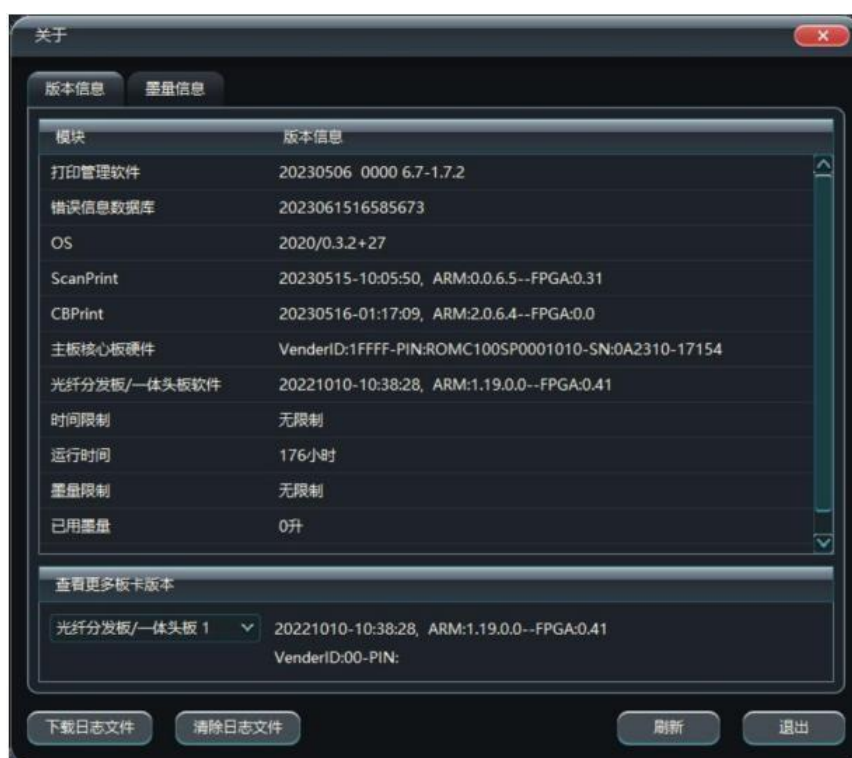 关于
版本信息 墨量信息
模块 版本信息
打印管理软件 20230506 0000 6.7-1.7.2
错误信息数据库 2023061516585673
OS 2020/0.3.2+27
ScanPrint 20230515-10:05:50, ARM:0.0.6.5--FPGA:0.31
CBPrint 20230516-01:17:09, ARM:2.0.6.4--FPGA:0.0
主板核心板硬件 VenderID:1FFFF-PIN:ROMC100SP0001010-SN:0A2310-17154
光纤分发板/一体头板软件 20221010-10:38:28, ARM:1.19.0.0--FPGA:0.41
时间限制 无限制
运行时间 176小时
墨量限制 无限制
已用墨量 0升
查看更多板卡版本
光纤分发板/一体头板 1 20221010-10:38:28, ARM:1.19.0.0--FPGA:0.41
VenderID:00-PIN:
下载日志文件 清除日志文件 刷新 退出